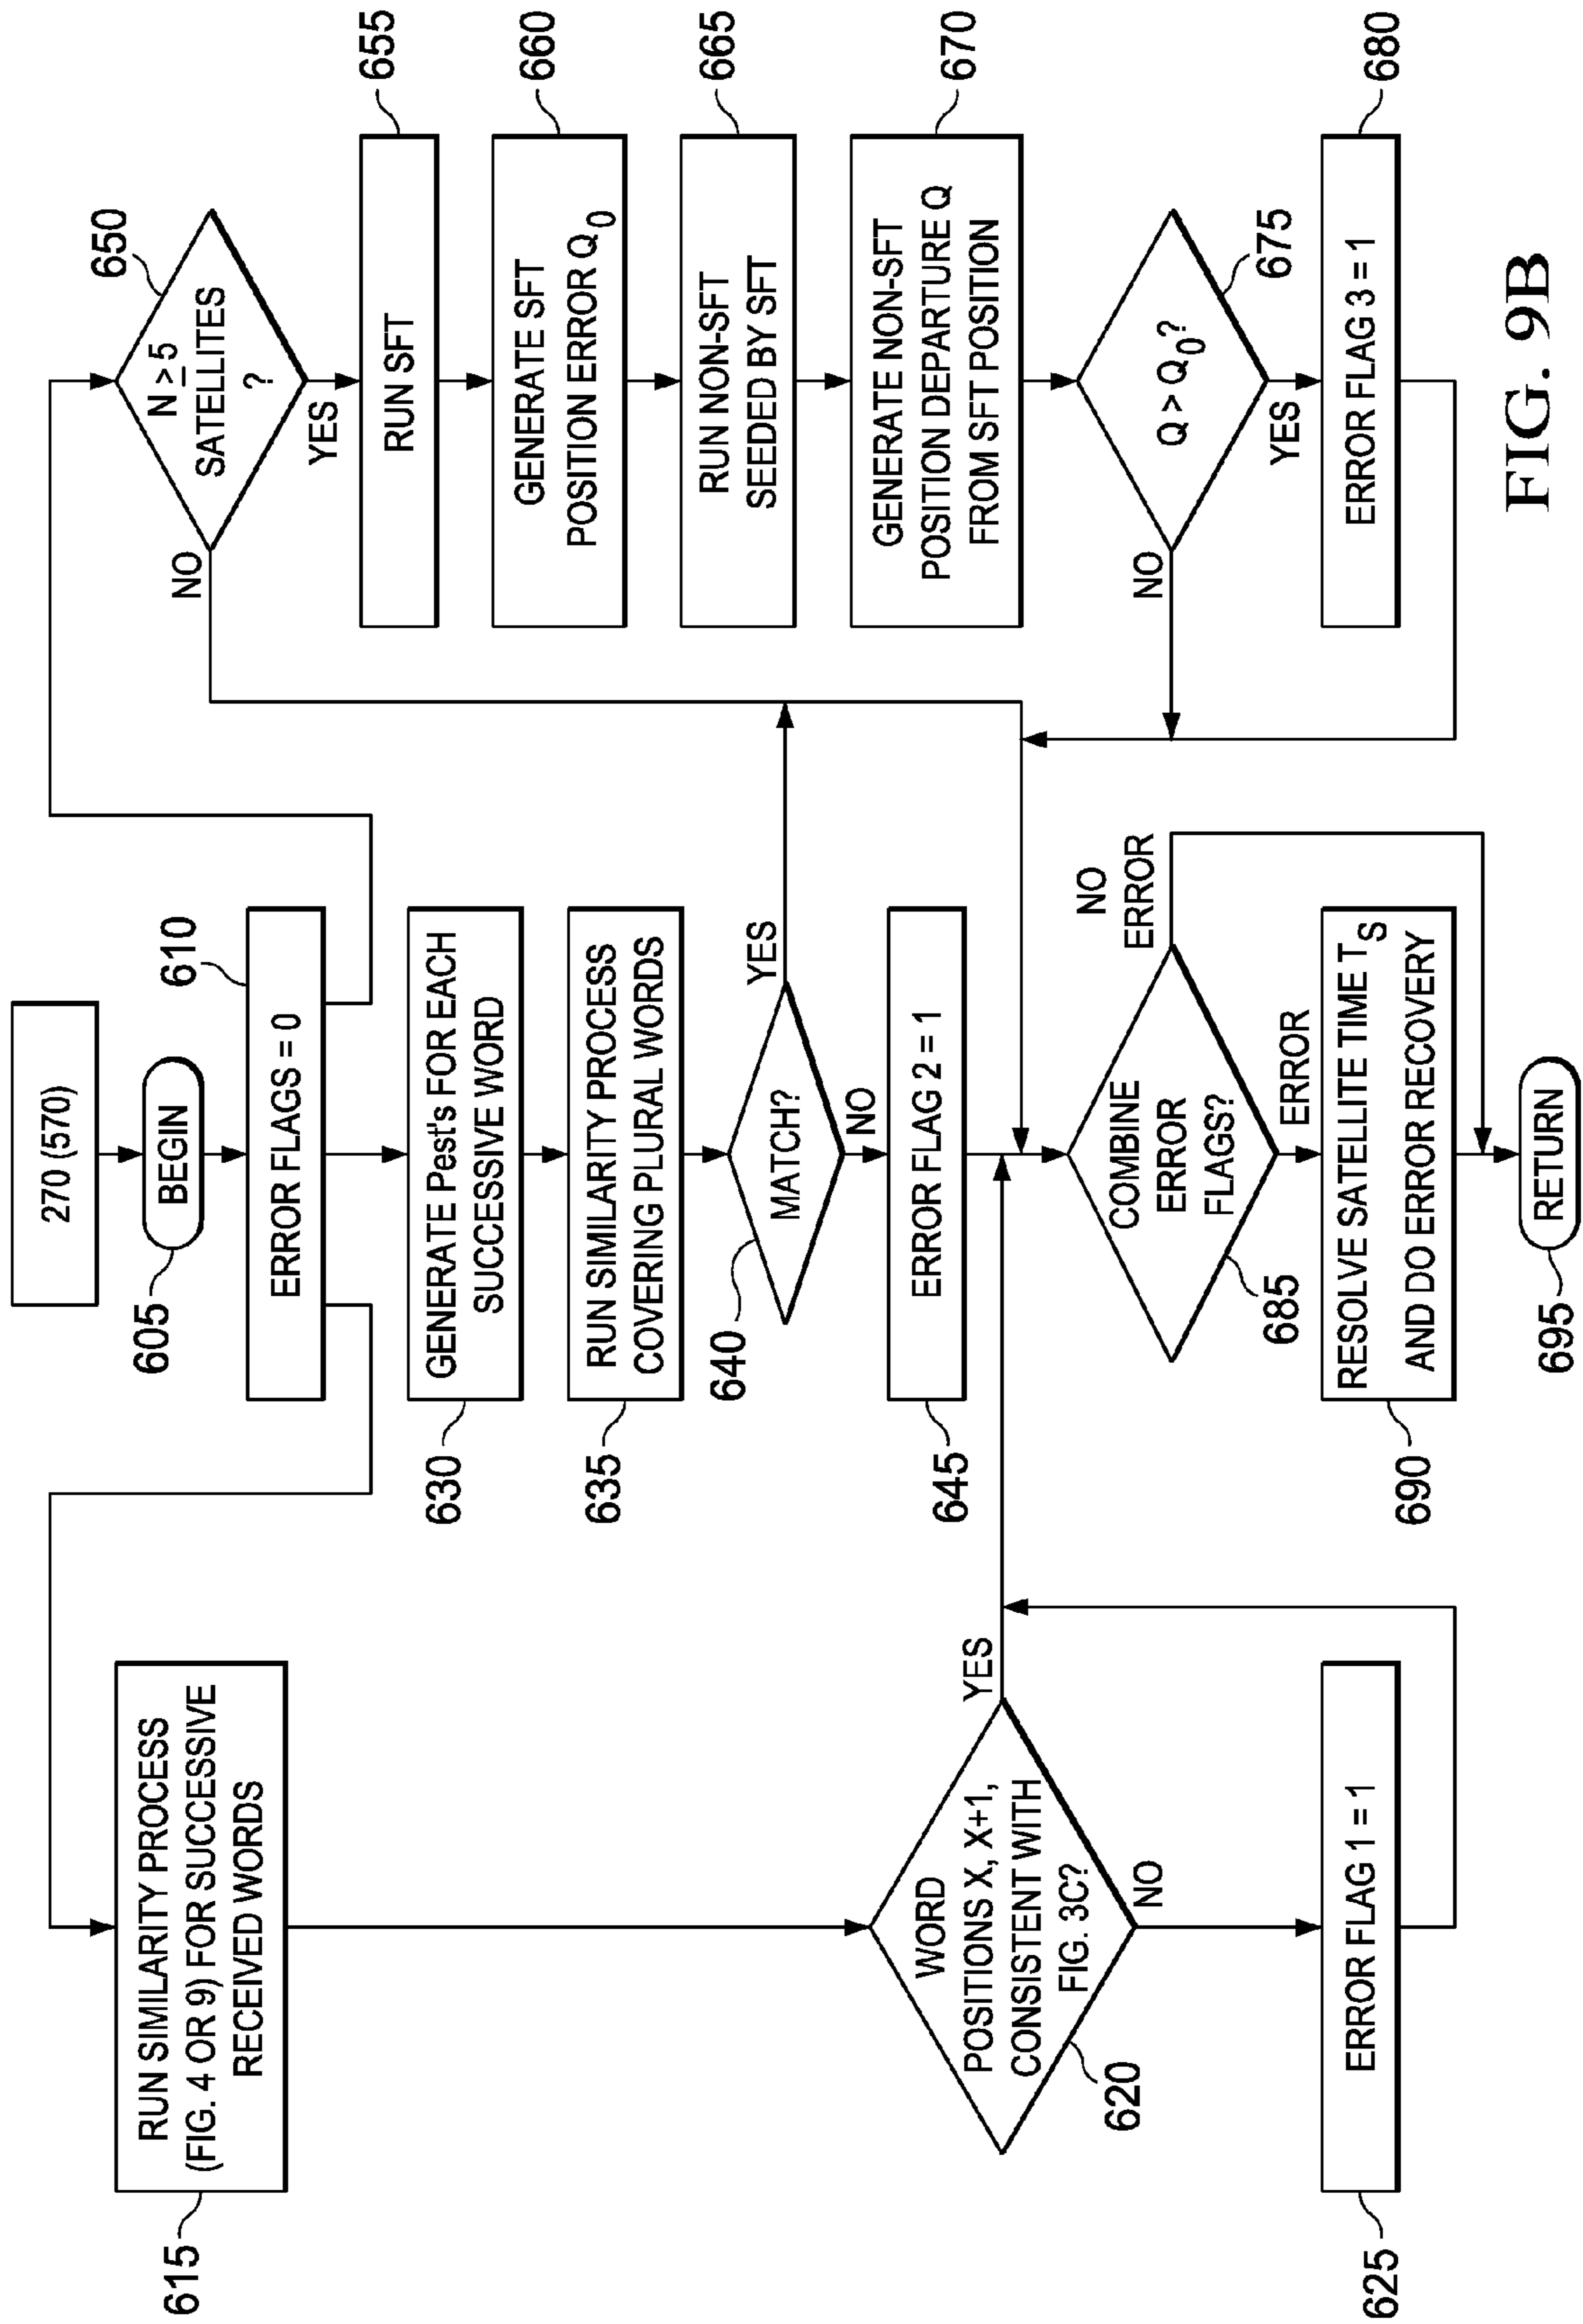 270 (570)
605
BEGIN
610
ERROR FLAGS = 0
615
RUN SIMILARITY PROCESS
(FIG. 4 OR 9) FOR SUCCESSIVE
RECEIVED WORDS
620
WORD
POSITIONS X, X+1,
CONSISTENT WITH
FIG. 3C?
YES
NO
625
ERROR FLAG 1 = 1
630
GENERATE Pest's FOR EACH
SUCCESSIVE WORD
635
RUN SIMILARITY PROCESS
COVERING PLURAL WORDS
640
MATCH?
YES
NO
645
ERROR FLAG 2 = 1
650
N ≥ 5
SATELLITES
?
NO
YES
655
RUN SFT
660
GENERATE SFT
POSITION ERROR Q0
665
RUN NON-SFT
SEEDED BY SFT
670
GENERATE NON-SFT
POSITION DEPARTURE Q
FROM SFT POSITION
675
Q > Q0?
NO
YES
680
ERROR FLAG 3 = 1
685
COMBINE
ERROR
FLAGS?
NO
ERROR
ERROR
690
RESOLVE SATELLITE TIME TS
AND DO ERROR RECOVERY
695
RETURN
FIG. 9B